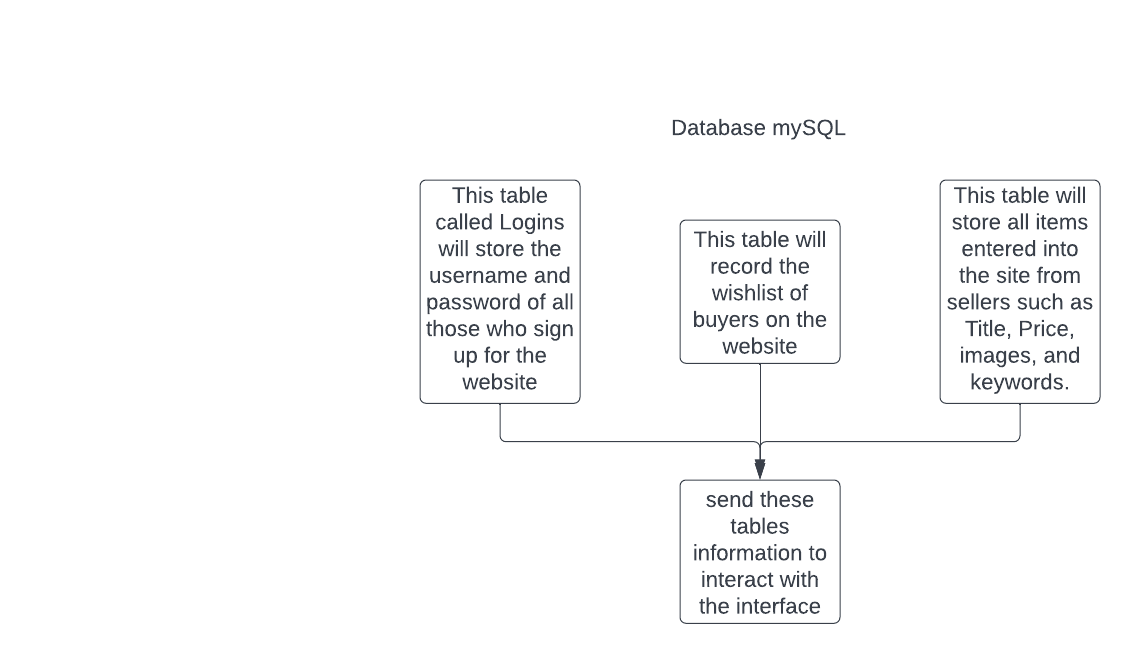 Database mySQL
This table
called Logins
will store the
username and
password of all
those who sign
up for the
website
This table will
record the
wishlist of
buyers on the
website
This table will
store all items
entered into
the site from
sellers such as
Title, Price,
images, and
keywords.
send these
tables
information to
interact with
the interface